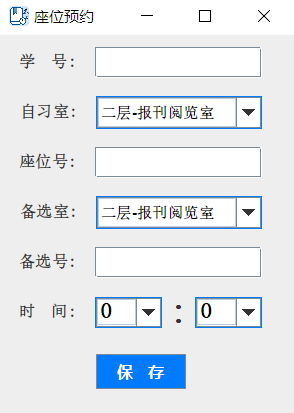 座位预约
学 号:
自习室: 二层-报刊阅览室
座位号:
备选室: 二层-报刊阅览室
备选号:
时 间: 0 : 0
保 存